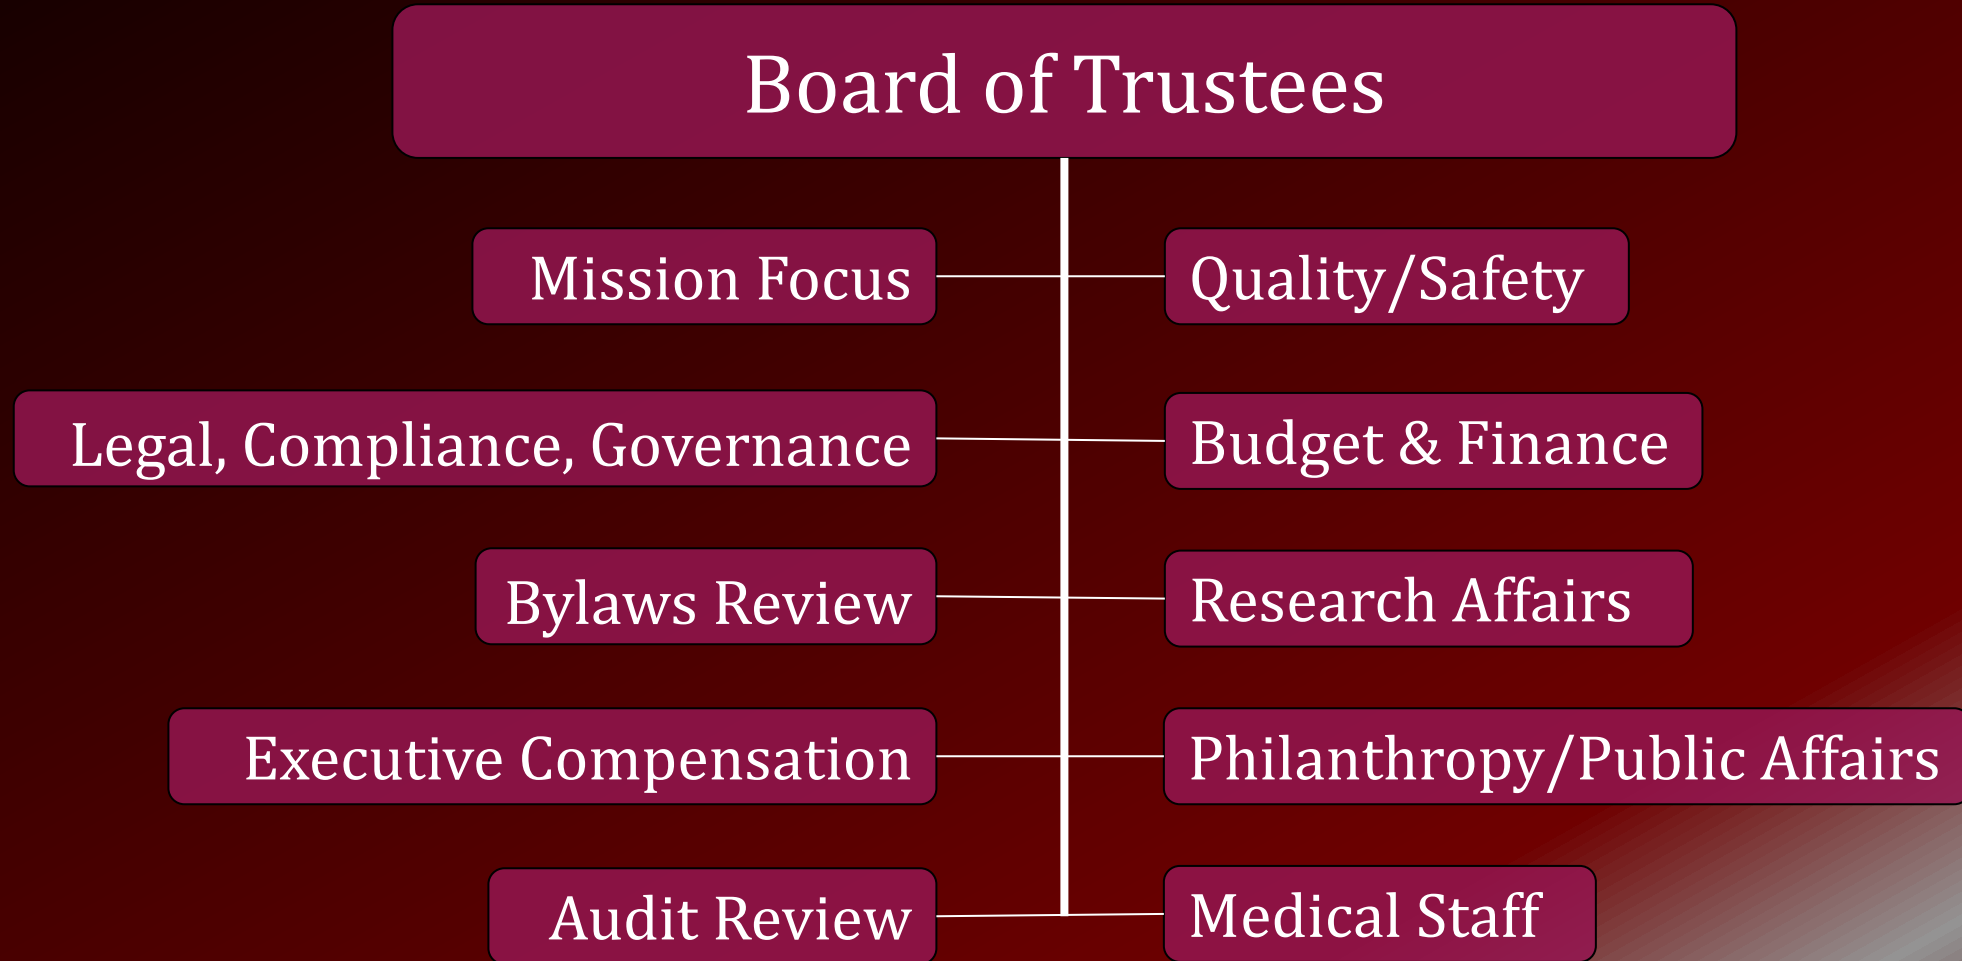 Board of Trustees
Mission Focus
Quality/Safety
Legal, Compliance, Governance
Budget & Finance
Bylaws Review
Research Affairs
Executive Compensation
Philanthropy/Public Affairs
Audit Review
Medical Staff